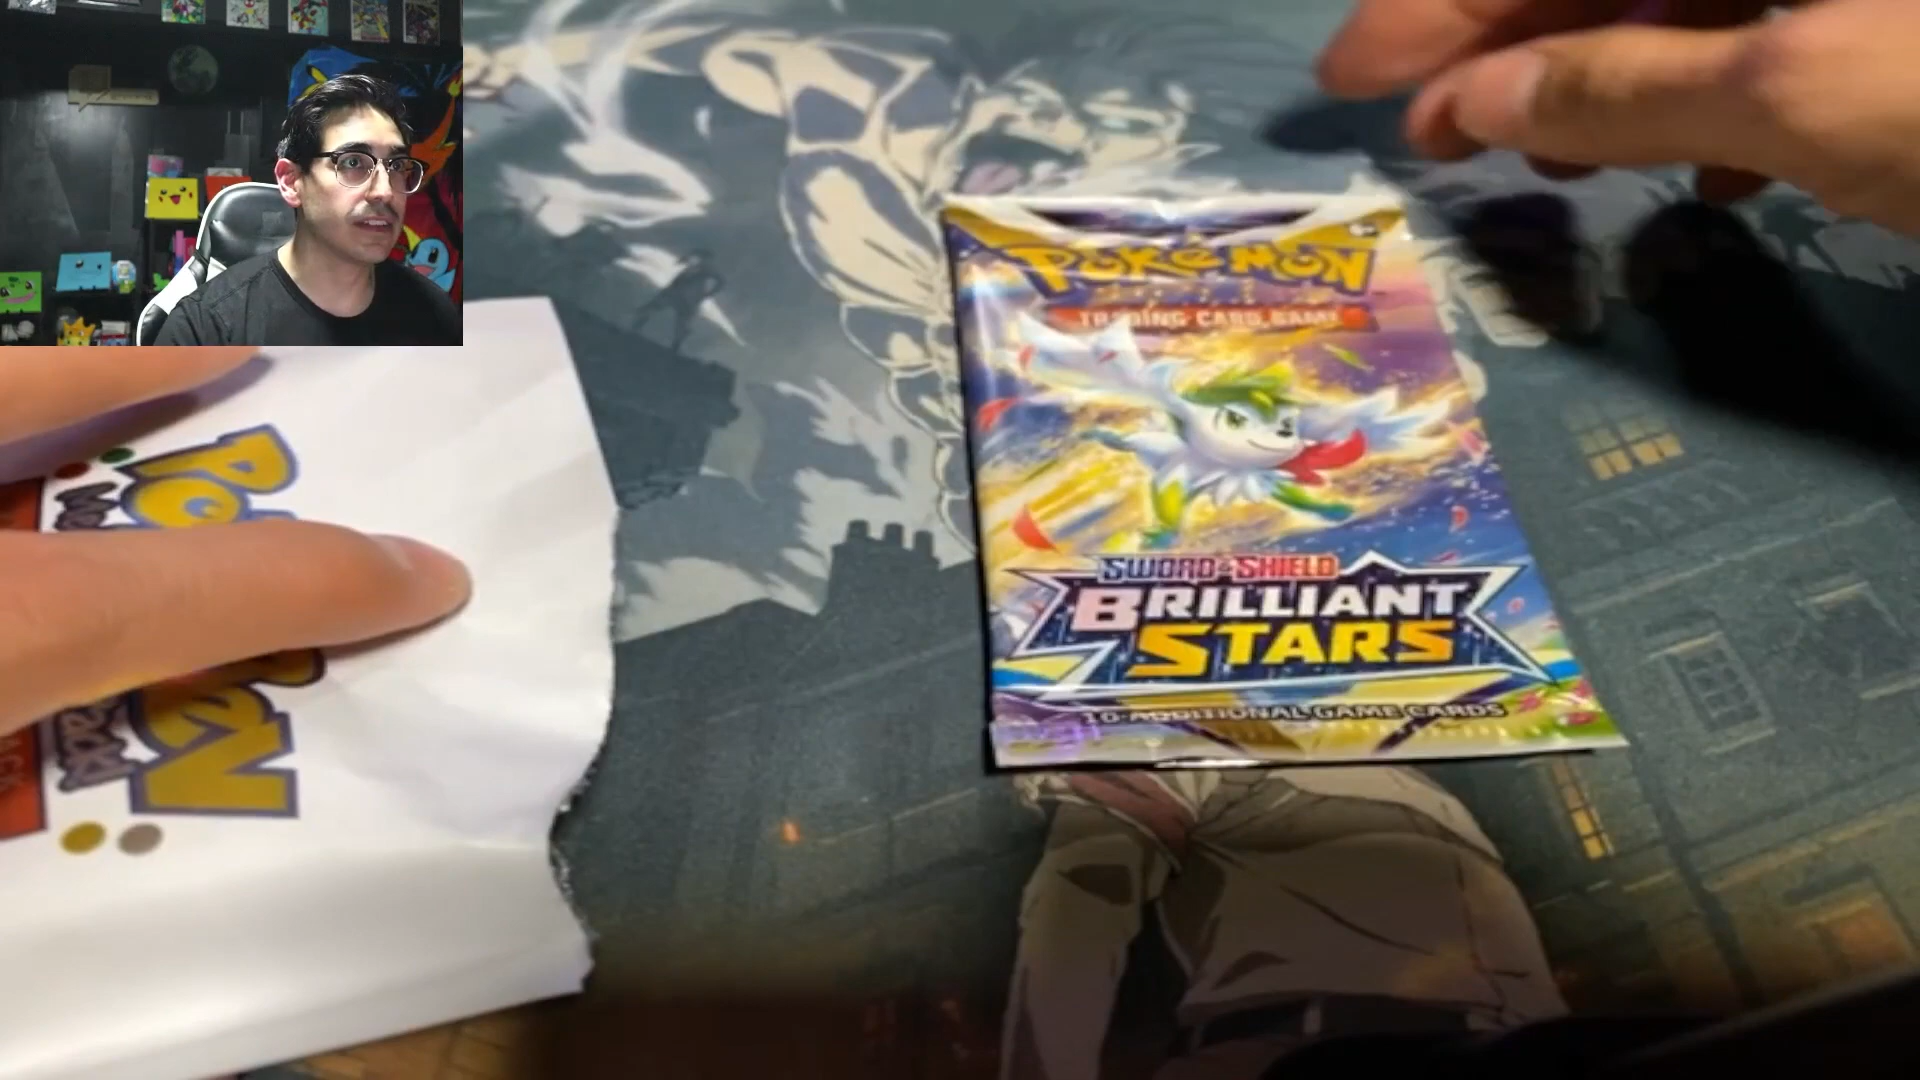 POKÉMON
TRADING CARD GAME
SWORD & SHIELD
BRILLIANT
STARS
10 ADDITIONAL GAME CARDS